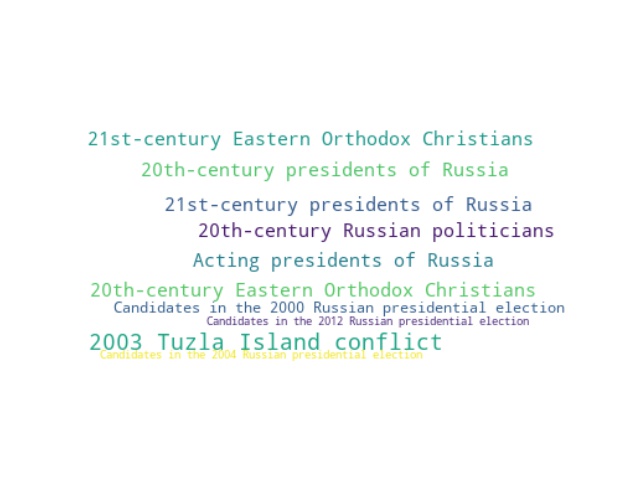 21st-century Eastern Orthodox Christians
20th-century presidents of Russia
21st-century presidents of Russia
20th-century Russian politicians
Acting presidents of Russia
20th-century Eastern Orthodox Christians
Candidates in the 2000 Russian presidential election
Candidates in the 2012 Russian presidential election
2003 Tuzla Island conflict
Candidates in the 2004 Russian presidential election